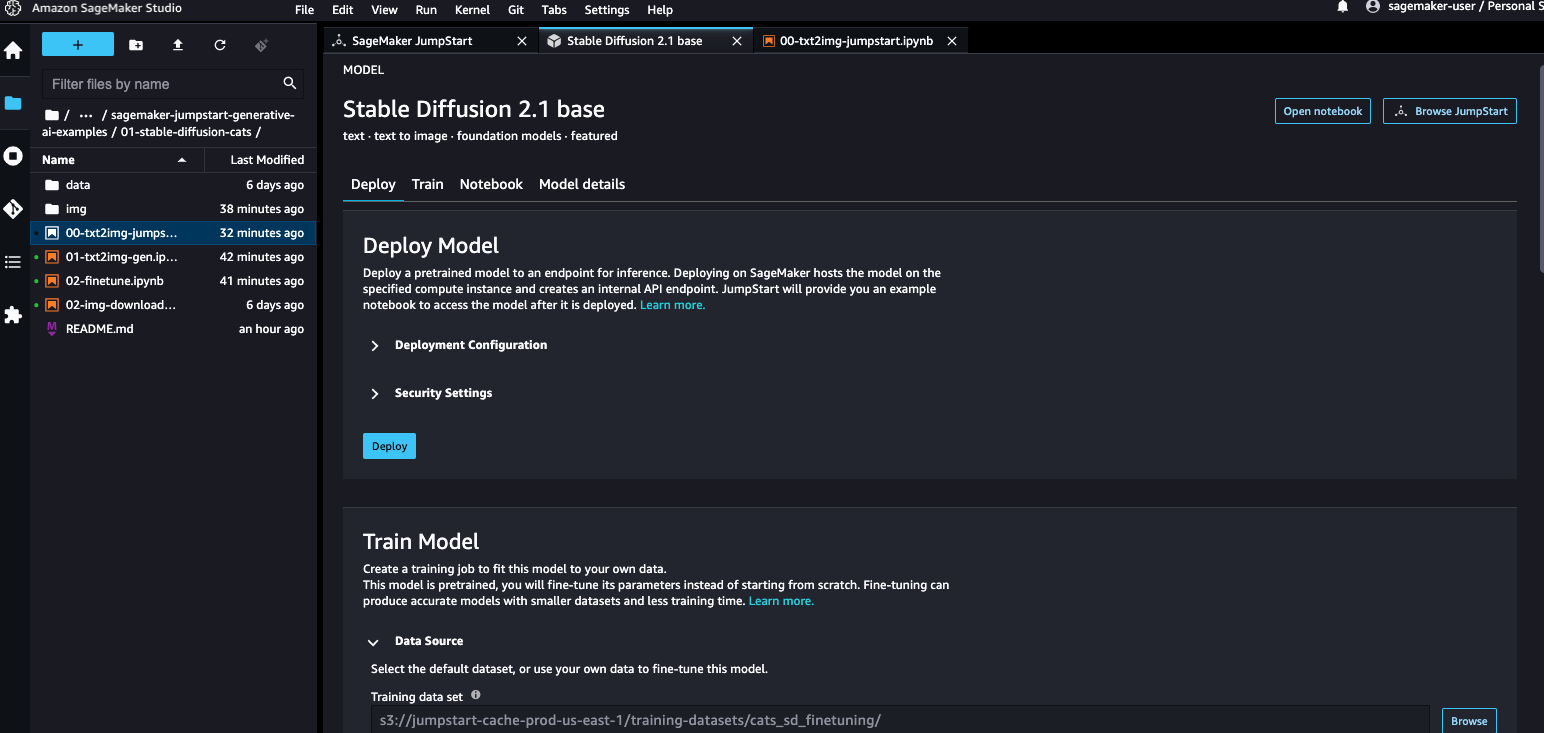 Amazon SageMaker Studio
File Edit View Run Kernel Git Tabs Settings Help
sagemaker-user / Personal S
+
Filter files by name
/ ... / sagemaker-jumpstart-generative-
ai-examples / 01-stable-diffusion-cats /
Name Last Modified
data 6 days ago
img 38 minutes ago
00-txt2img-jumps... 32 minutes ago
01-txt2img-gen.ip... 42 minutes ago
02-finetune.ipynb 41 minutes ago
02-img-download... 6 days ago
README.md an hour ago
SageMaker JumpStart
Stable Diffusion 2.1 base
00-txt2img-jumpstart.ipynb
MODEL
Stable Diffusion 2.1 base
text · text to image · foundation models · featured
Open notebook
Browse JumpStart
Deploy Train Notebook Model details
Deploy Model
Deploy a pretrained model to an endpoint for inference. Deploying on SageMaker hosts the model on the
specified compute instance and creates an internal API endpoint. JumpStart will provide you an example
notebook to access the model after it is deployed. Learn more.
Deployment Configuration
Security Settings
Deploy
Train Model
Create a training job to fit this model to your own data.
This model is pretrained, you will fine-tune its parameters instead of starting from scratch. Fine-tuning can
produce accurate models with smaller datasets and less training time. Learn more.
Data Source
Select the default dataset, or use your own data to fine-tune this model.
Training data set
s3://jumpstart-cache-prod-us-east-1/training-datasets/cats_sd_finetuning/
Browse